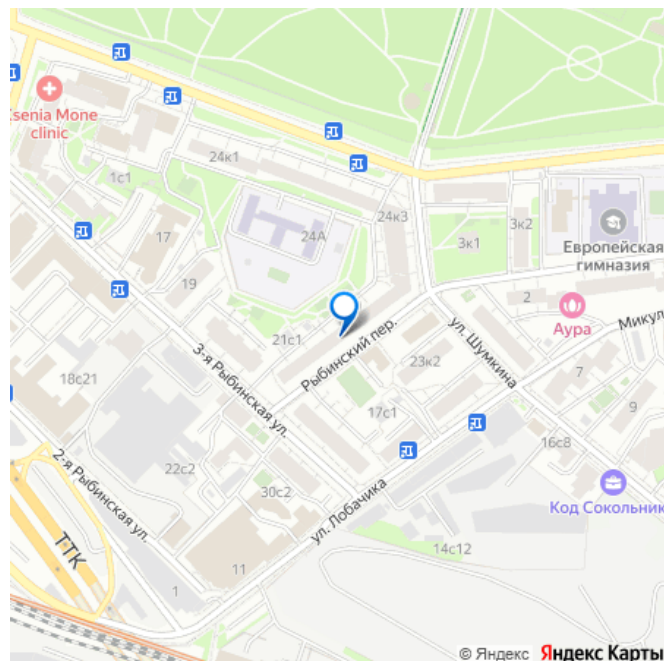 Ksenia Mone
clinic
24к1
1с1
24к3
17
24А
3к1
3к2
Европейская
гимназия
19
2
Аура
Микул
21с1
Рыбинский пер.
ул. Шумкина
3-я Рыбинская ул.
23к2
7
18с21
17с1
9
2-я Рыбинская ул.
22с2
16с8
30с2
Код Сокольник
ул. Лобачика
ТТК
14с12
11
1
© Яндекс Яндекс Карты